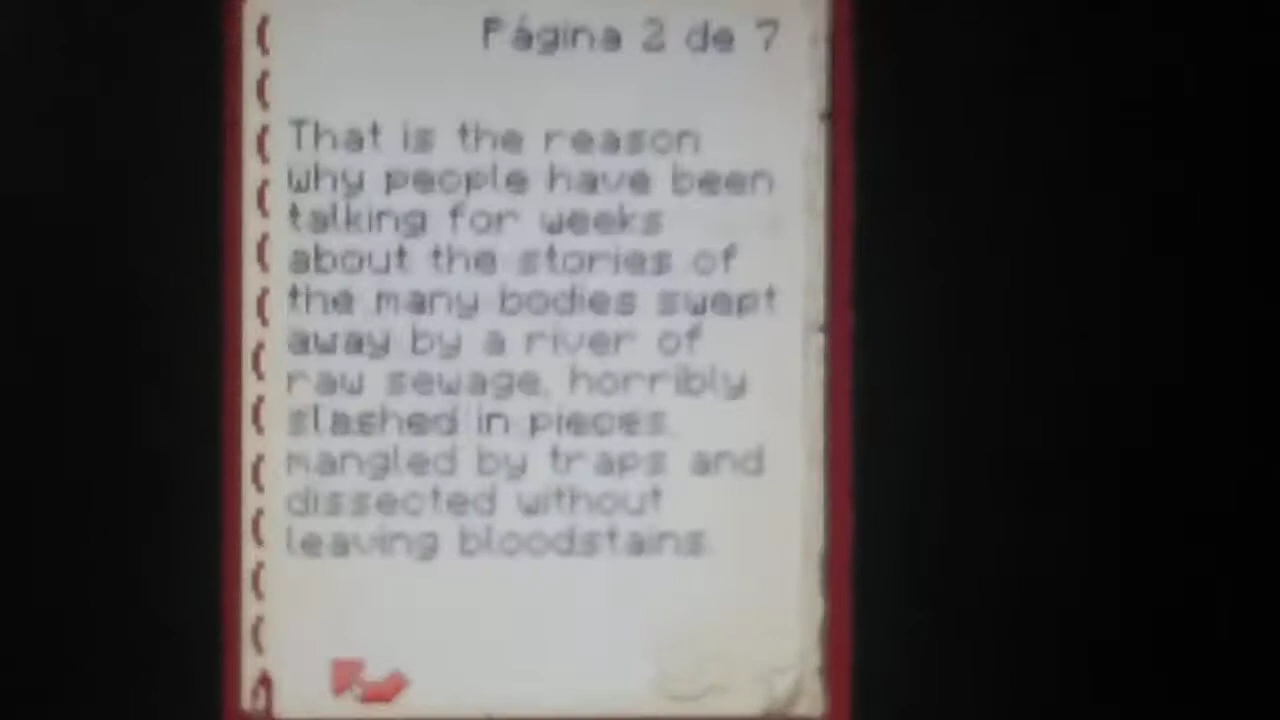 Página 2 de 7
That is the reason
why people have been
talking for weeks
about the stories of
the many bodies swept
away by a river of
raw sewage, horribly
slashed in pieces,
mangled by traps and
dissected without
leaving bloodstains.